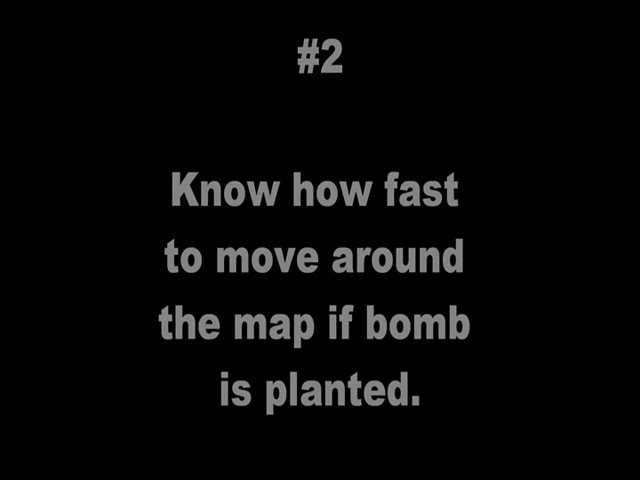 #2
Know how fast
to move around
the map if bomb
is planted.